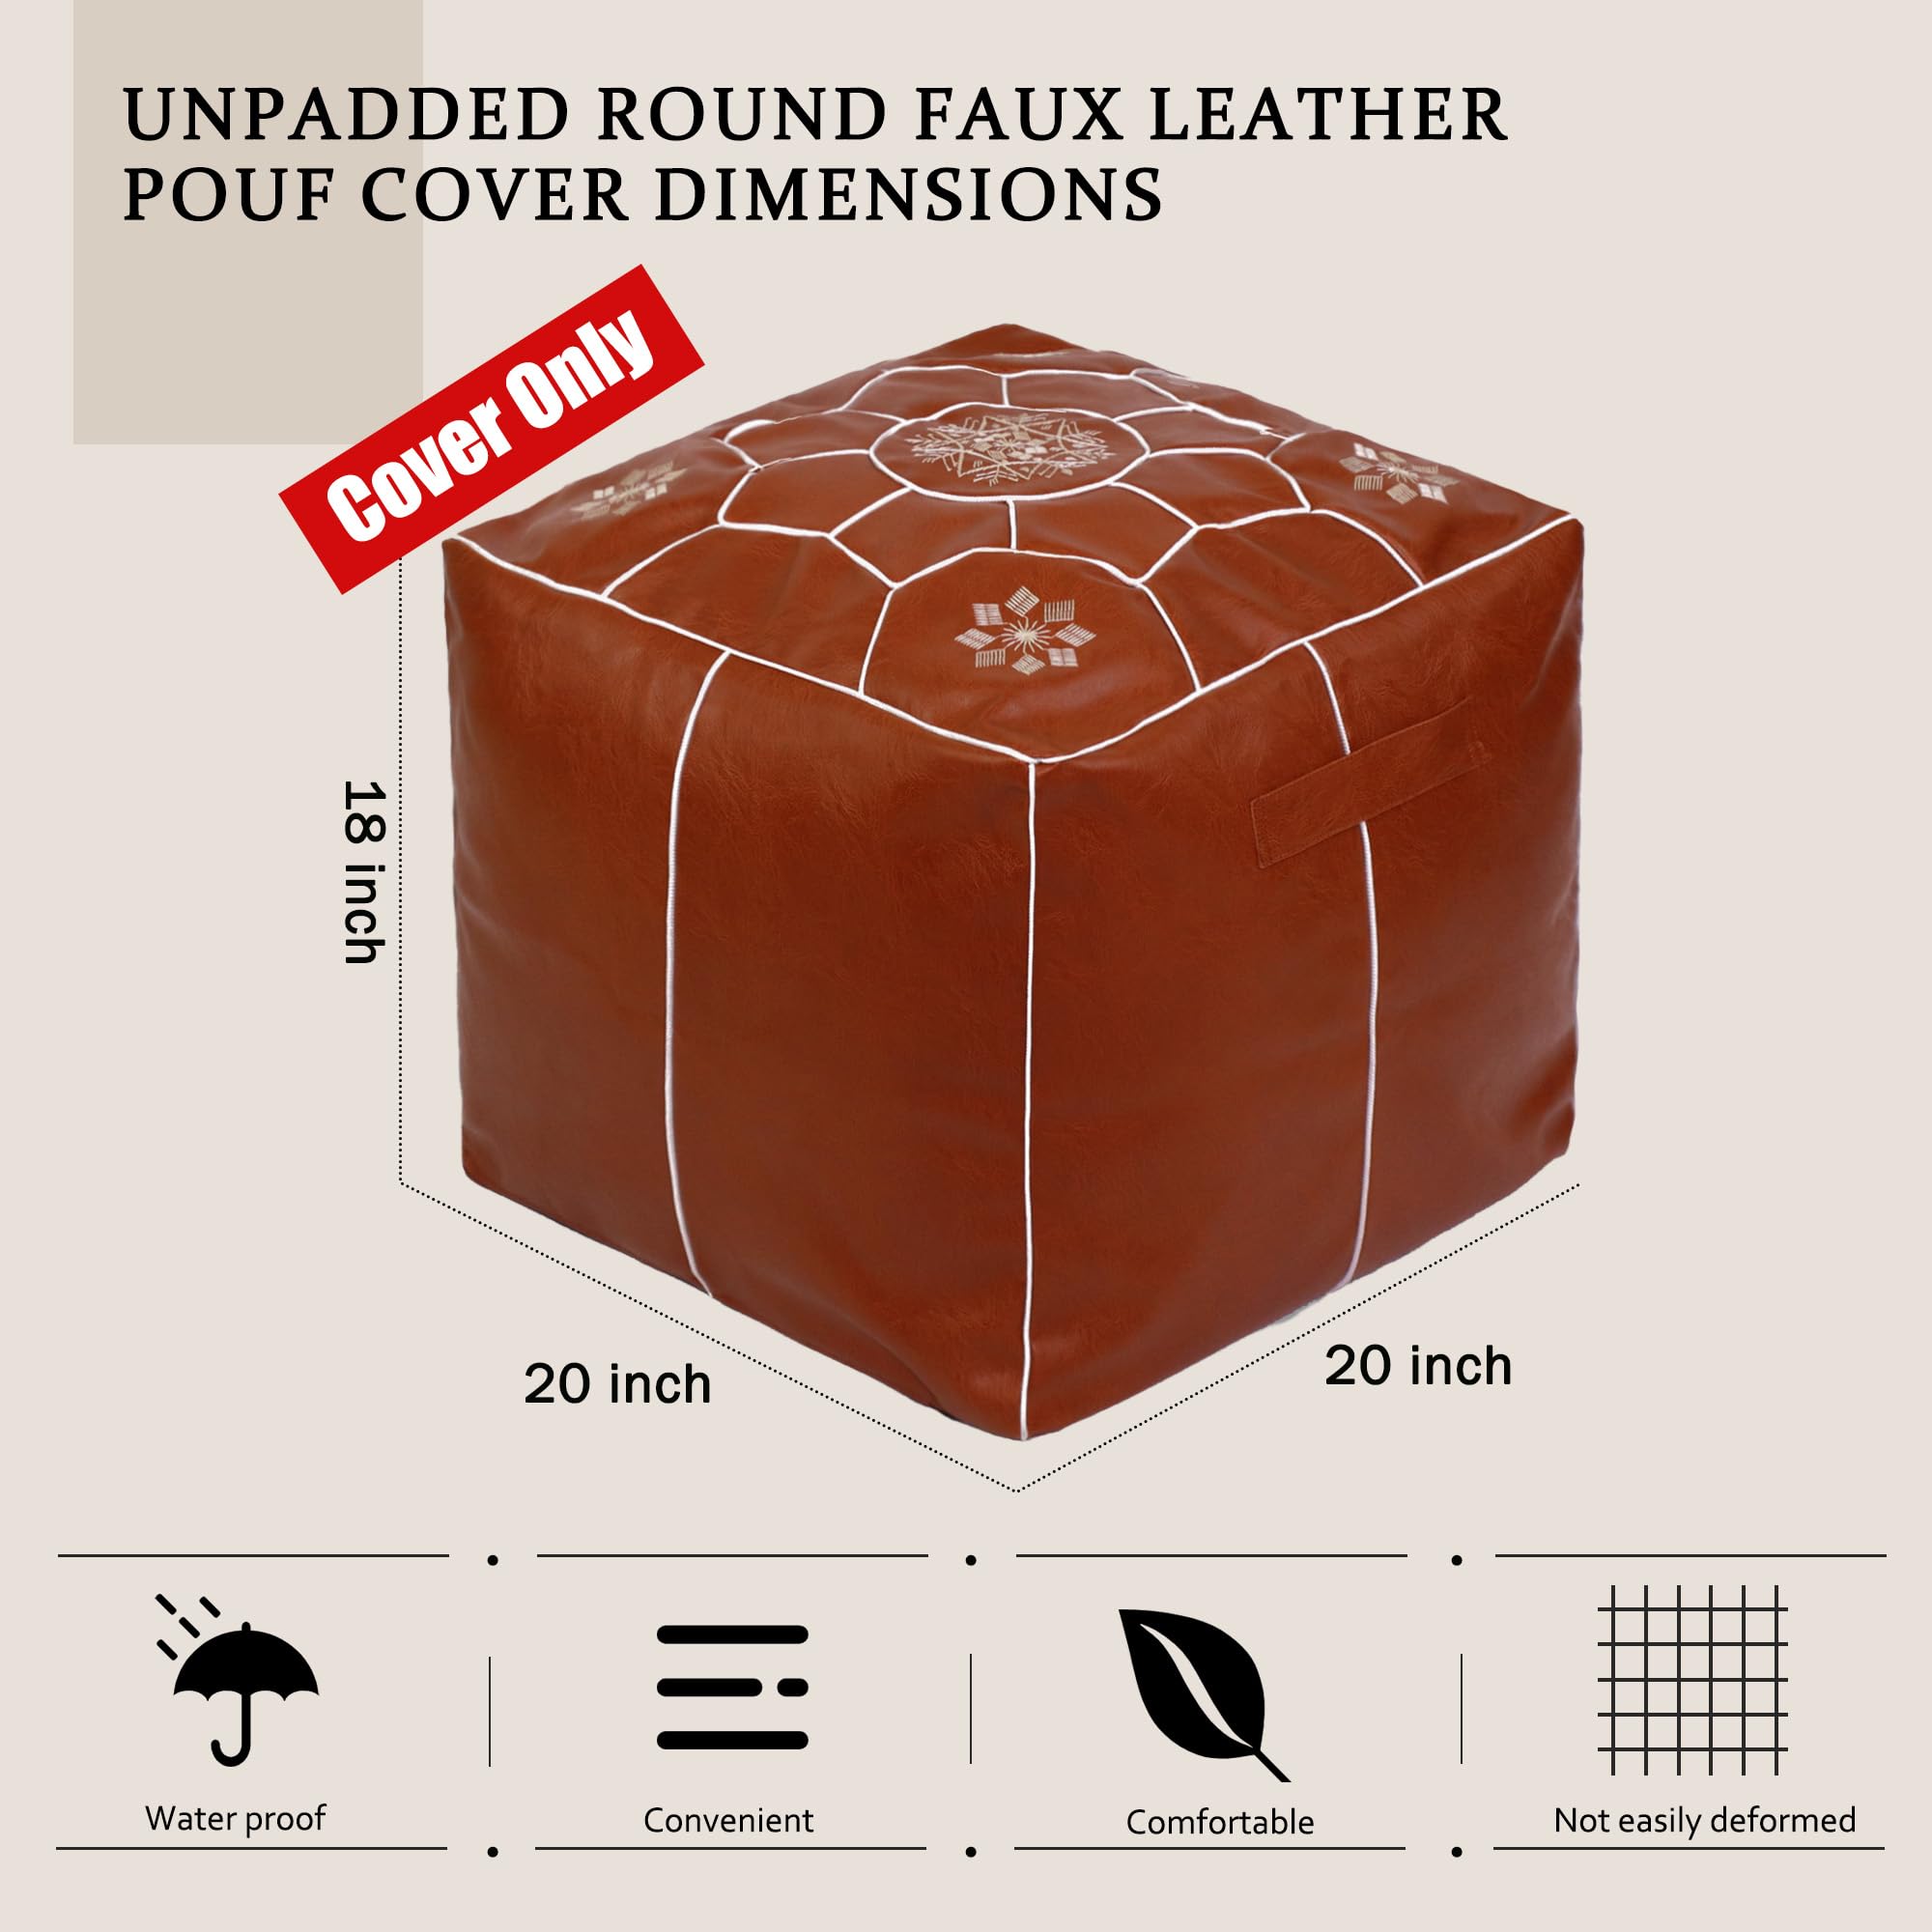 UNPADDED ROUND FAUX LEATHER
POUF COVER DIMENSIONS
Cover Only
18 inch
20 inch
20 inch
Water proof
Convenient
Comfortable
Not easily deformed